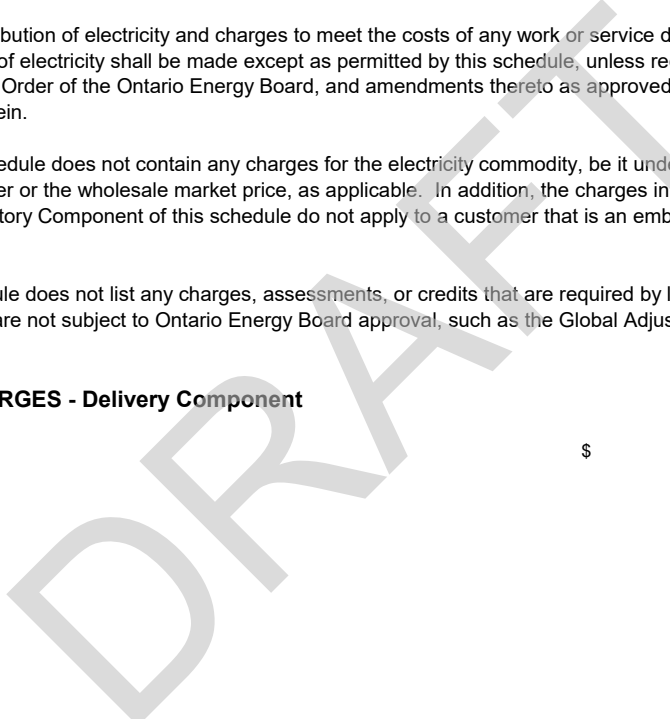 bution of electricity and charges to meet the costs of any work or service d
of electricity shall be made except as permitted by this schedule, unless re
Order of the Ontario Energy Board, and amendments thereto as approved
ein.
edule does not contain any charges for the electricity commodity, be it unde
er or the wholesale market price, as applicable.  In addition, the charges in
tory Component of this schedule do not apply to a customer that is an emb
ule does not list any charges, assessments, or credits that are required by l
are not subject to Ontario Energy Board approval, such as the Global Adjus
RGES - Delivery Component
$
DRAFT